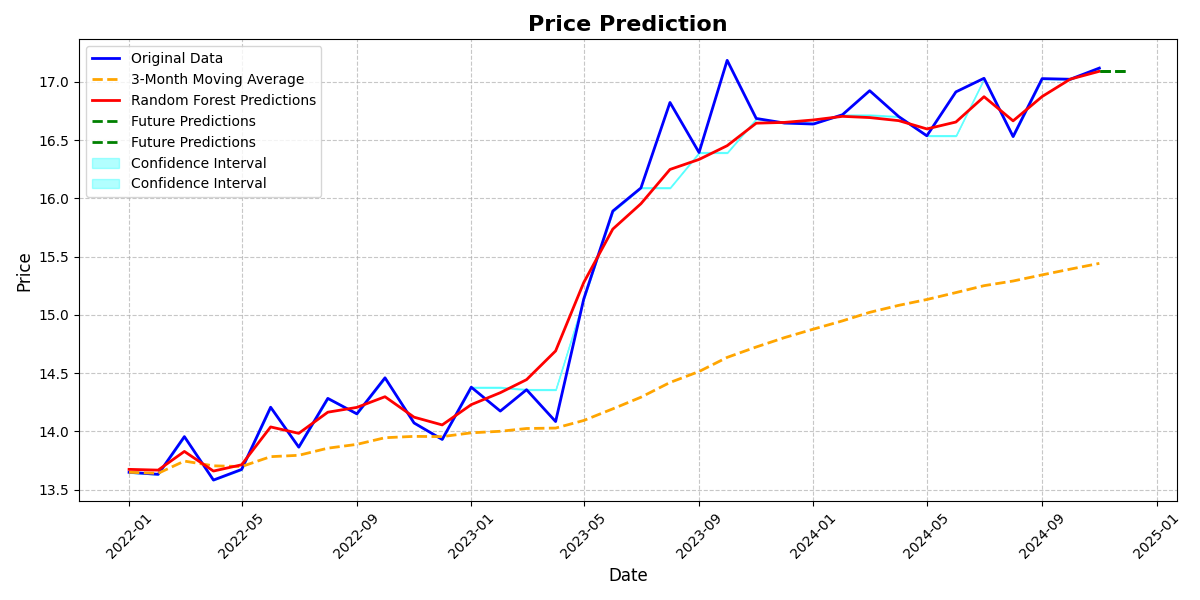 Price Prediction
Original Data
3-Month Moving Average
Random Forest Predictions
Future Predictions
Future Predictions
Confidence Interval
Confidence Interval
Price
17.0
16.5
16.0
15.5
15.0
14.5
14.0
13.5
2022-01
2022-05
2022-09
2023-01
2023-05
2023-09
2024-01
2024-05
2024-09
2025-01
Date